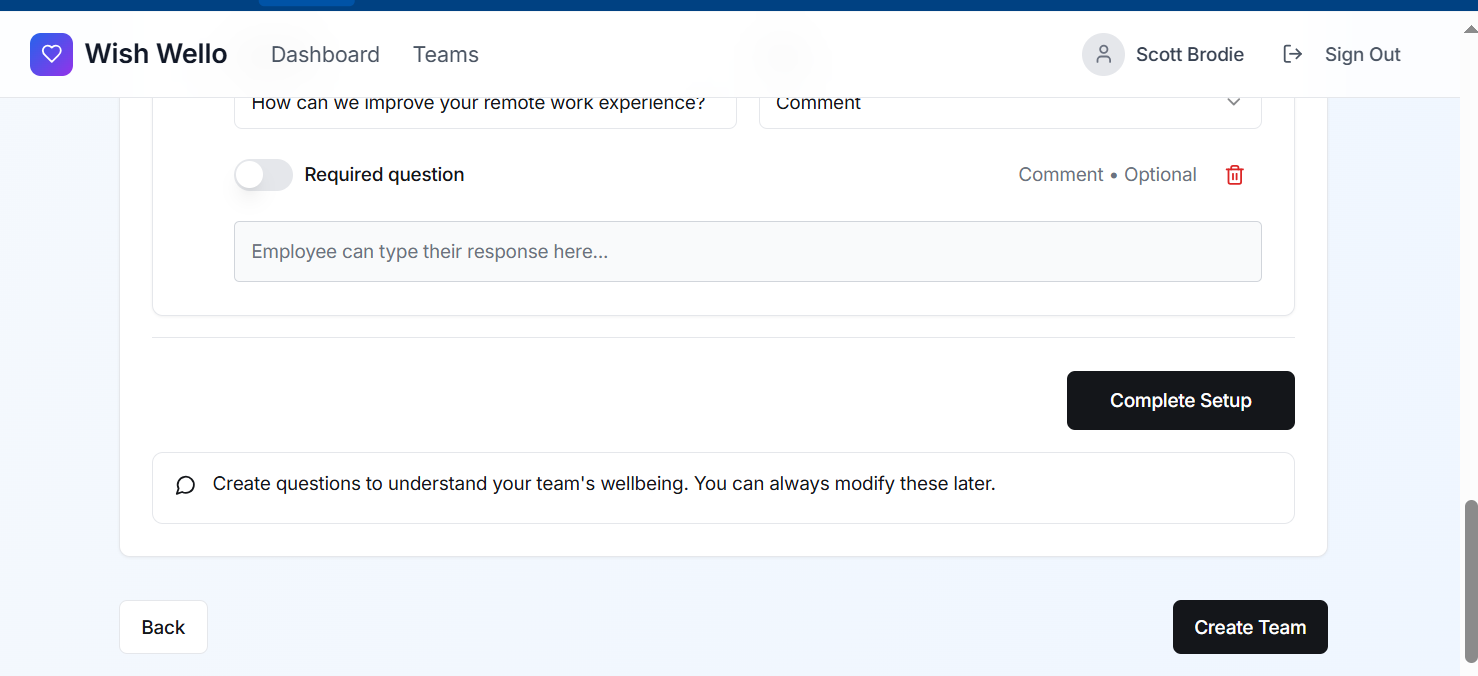 Wish Wello
Dashboard
Teams
Scott Brodie
Sign Out
How can we improve your remote work experience?
Comment
Required question
Comment • Optional
Employee can type their response here...
Complete Setup
Create questions to understand your team's wellbeing. You can always modify these later.
Back
Create Team